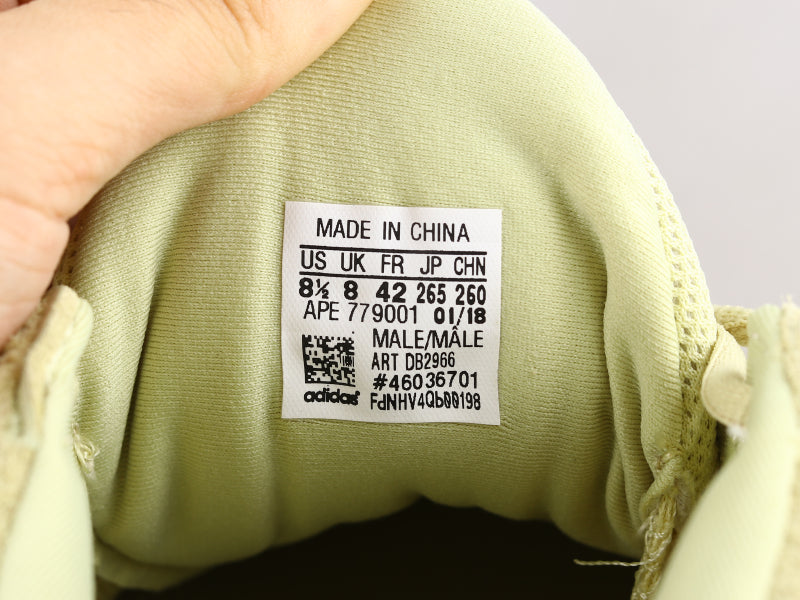 MADE IN CHINA
US UK FR JP CHN
8½ 8 42 265 260
APE 779001 01/18
MALE/MÂLE
ART DB2966
#46036701
adidas FdNHV4Qb00198